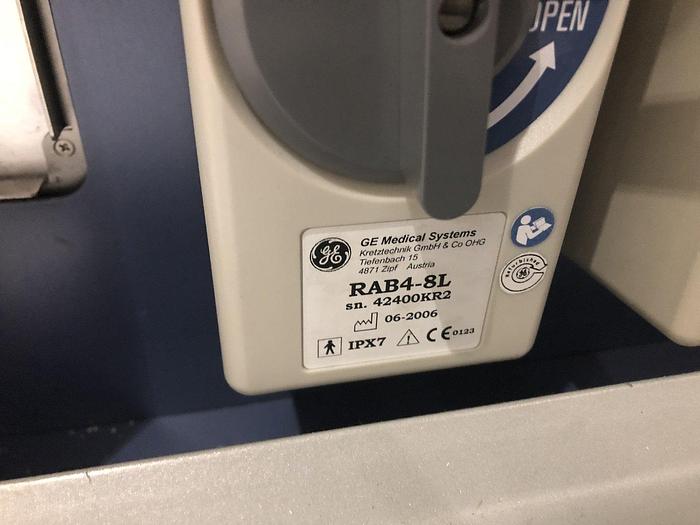 OPEN
GE Medical Systems
Kretztechnik GmbH & Co OHG
Tiefenbach 15
4871 Zipf Austria
RAB4-8L
sn. 42400KR2
06-2006
IPX7 CE 0123
Refurbished
GE